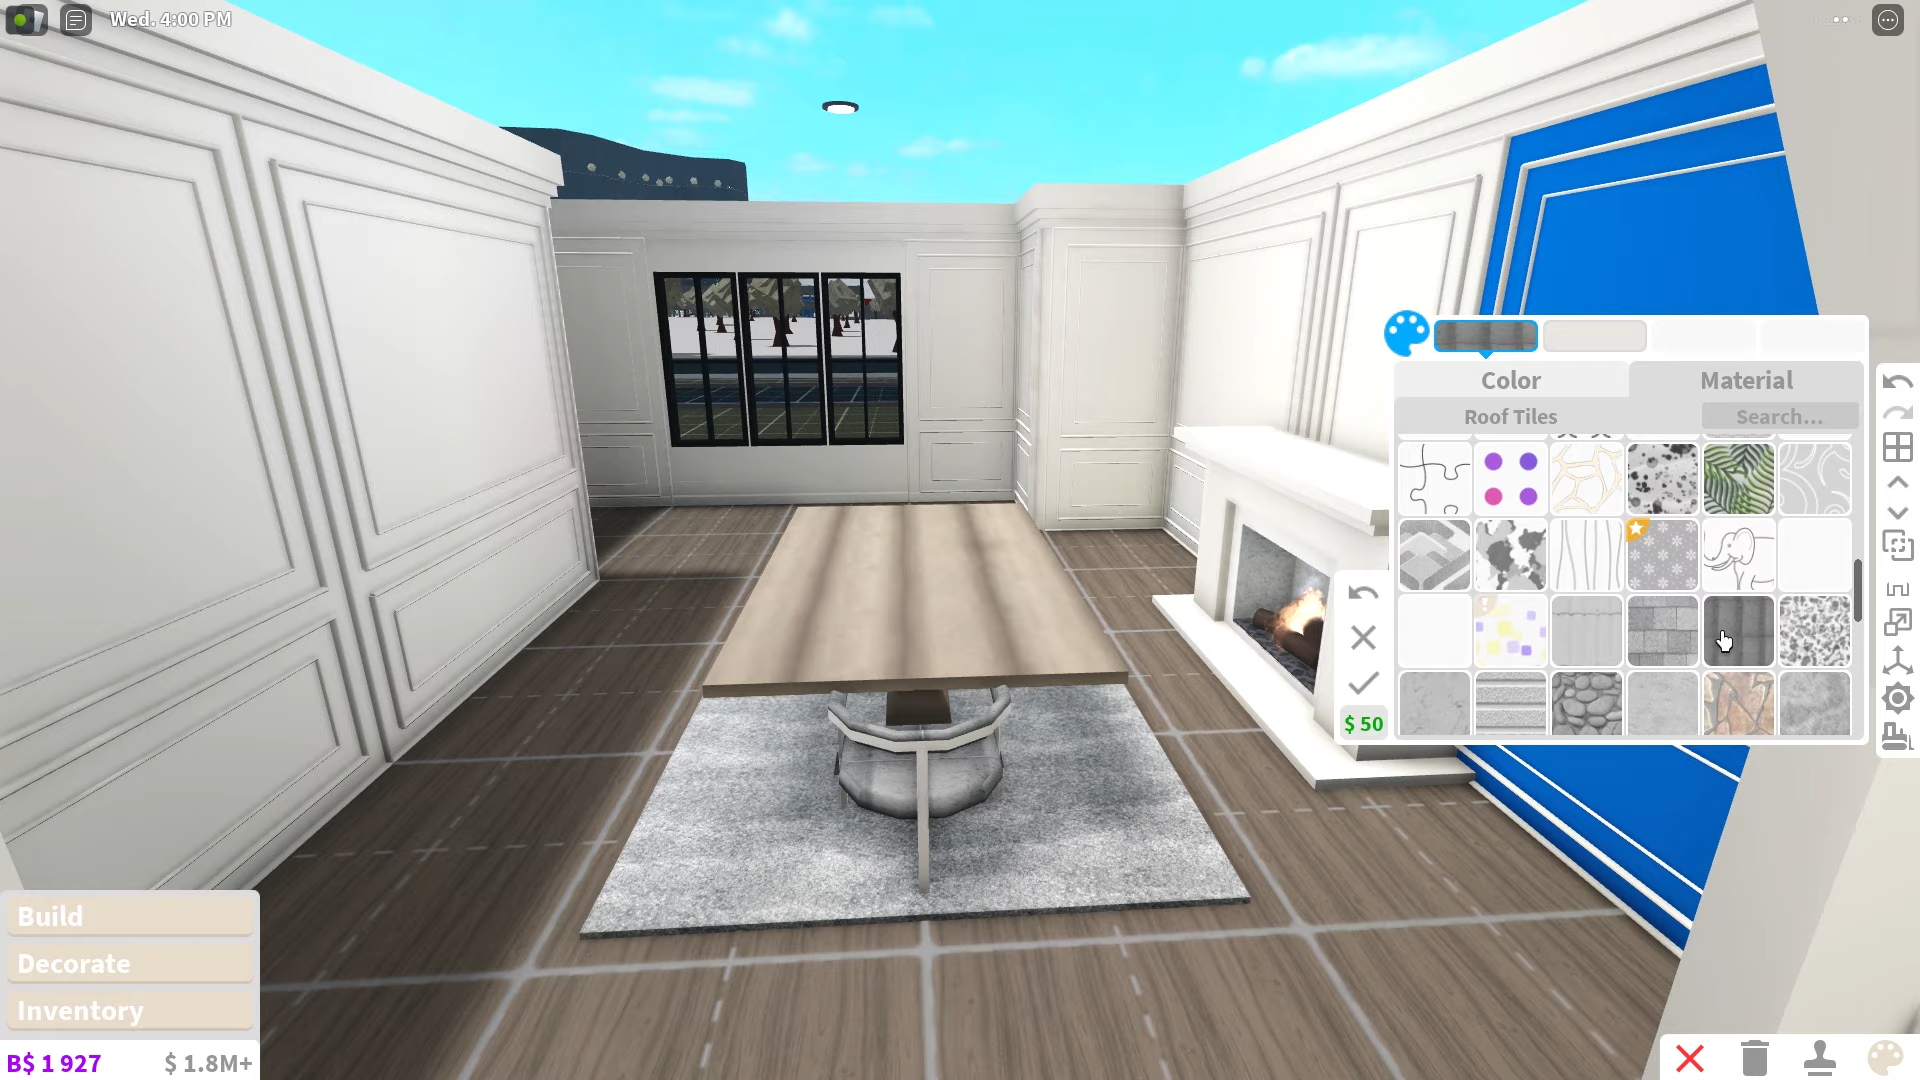 Wed. 4:00 PM
Color
Material
Roof Tiles
Search...
$ 50
Build
Decorate
Inventory
B$ 1 927
$ 1.8M+